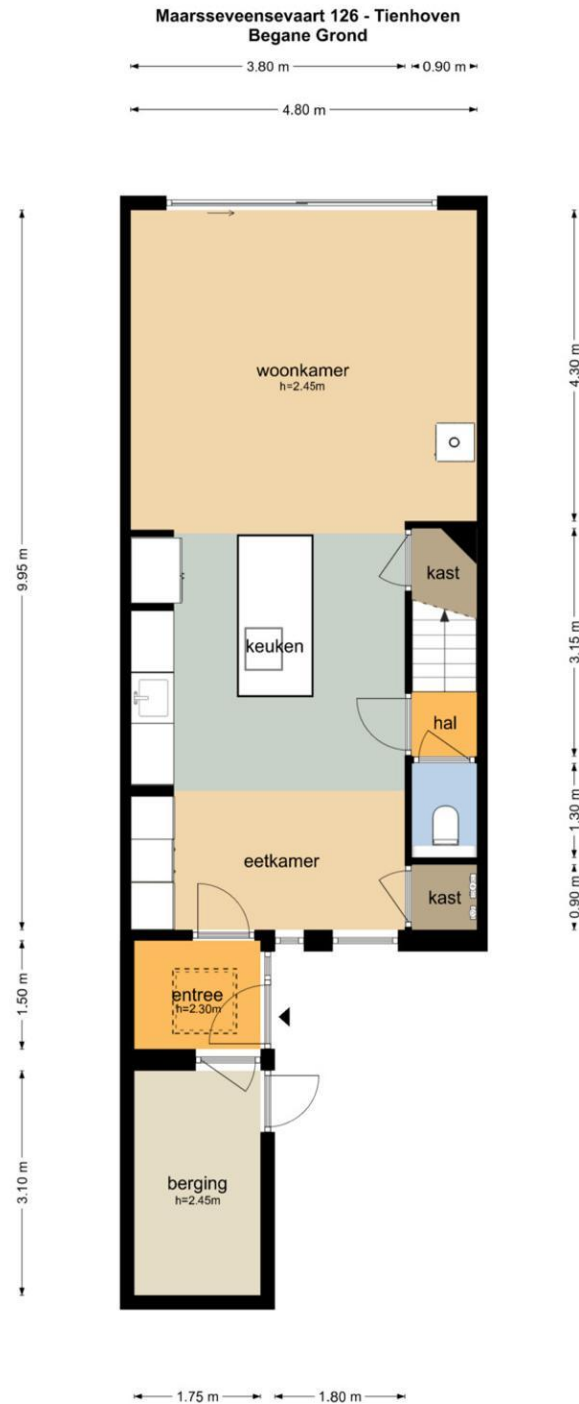 Maarsseveensevaart 126 - Tienhoven
Begane Grond
3.80 m
0.90 m
4.80 m
woonkamer
h=2.45m
4.30 m
9.95 m
kast
3.15 m
keuken
hal
1.30 m
eetkamer
kast
0.90 m
entree
h=2.30m
1.50 m
berging
h=2.45m
3.10 m
1.75 m
1.80 m